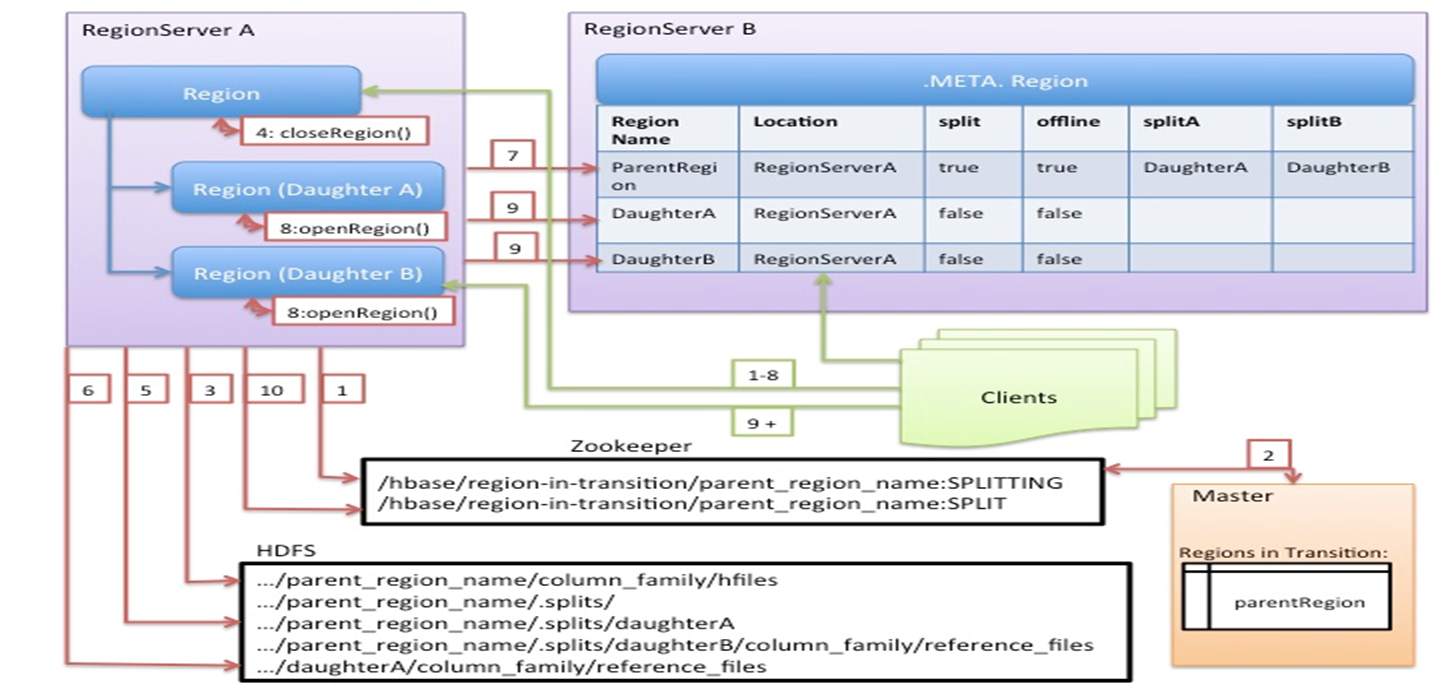 RegionServer A
Region
4: closeRegion()
Region (Daughter A)
8:openRegion()
Region (Daughter B)
8:openRegion()
7
9
9
RegionServer B
.META. Region
Region Name Location split offline splitA splitB
ParentRegi
on RegionServerA true true DaughterA DaughterB
DaughterA RegionServerA false false
DaughterB RegionServerA false false
6 5 3 10 1
1-8
9 +
Clients
Zookeeper
/hbase/region-in-transition/parent_region_name:SPLITTING
/hbase/region-in-transition/parent_region_name:SPLIT
2
Master
Regions in Transition:
parentRegion
HDFS
.../parent_region_name/column_family/hfiles
.../parent_region_name/.splits/
.../parent_region_name/.splits/daughterA
.../parent_region_name/.splits/daughterB/column_family/reference_files
.../daughterA/column_family/reference_files